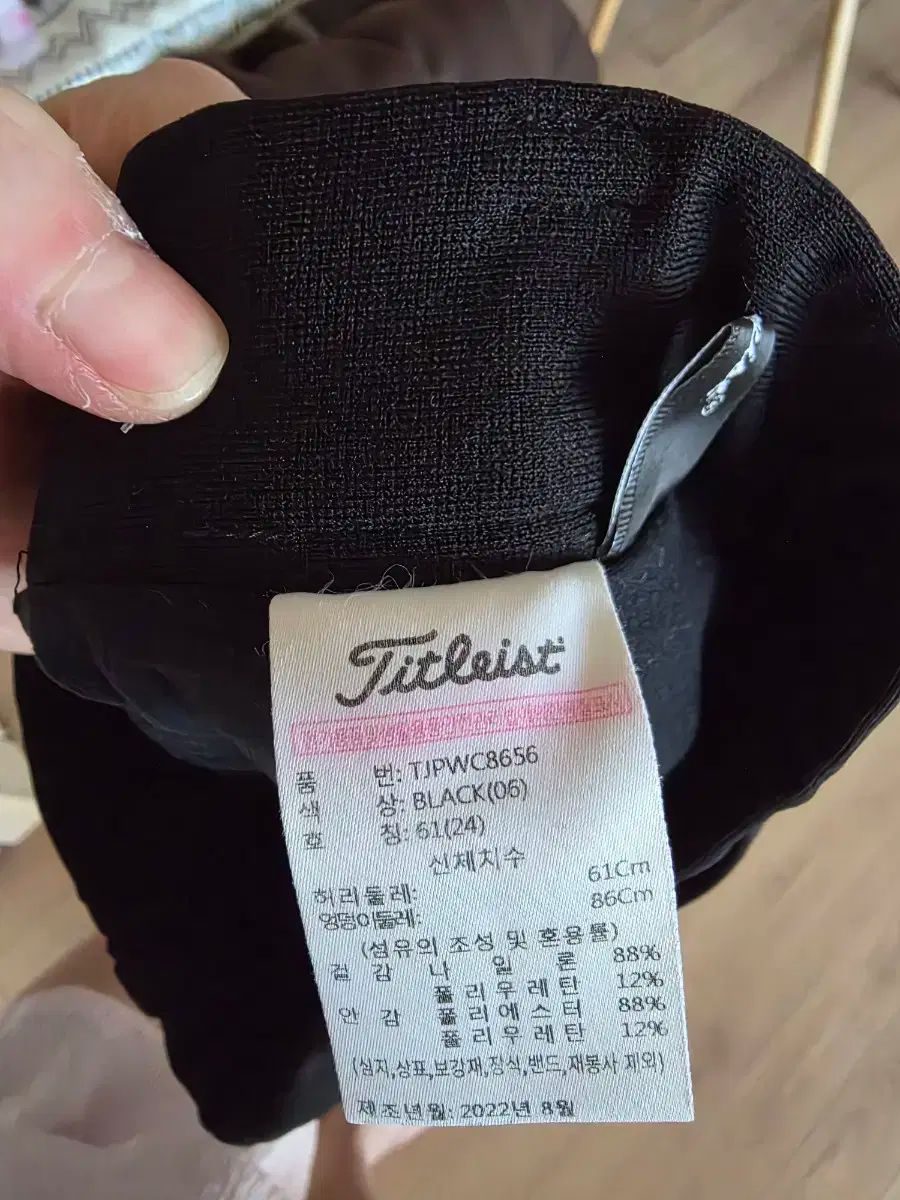 Titleist
품 번: TJPWC8656
색 상: BLACK(06)
호 칭: 61(24)
신체치수
허리둘레: 61Cm
엉덩이둘레: 86Cm
(섬유의 조성 및 혼용률)
겉 감 나 일 론 88%
폴 리 우 레 탄 12%
안 감 폴 리 에 스 터 88%
폴 리 우 레 탄 12%
(심지,상표,보강재,장식,밴드,재봉사 제외)
제조년월: 2022년 8월